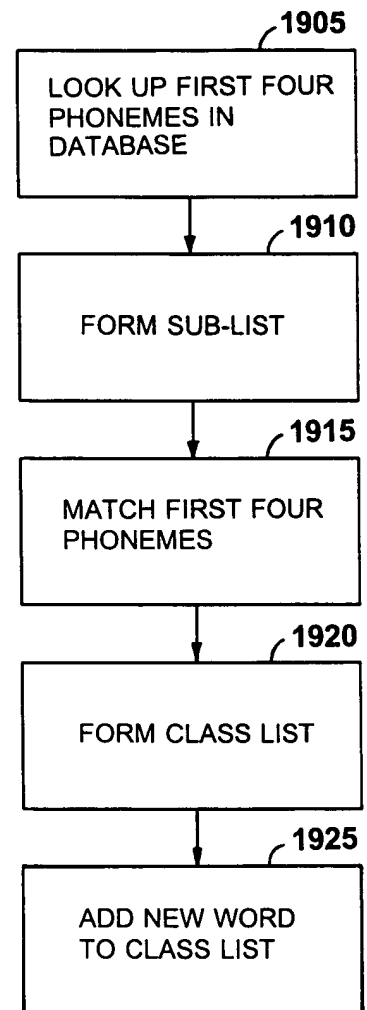 1905
LOOK UP FIRST FOUR
PHONEMES IN
DATABASE
1910
FORM SUB-LIST
1915
MATCH FIRST FOUR
PHONEMES
1920
FORM CLASS LIST
1925
ADD NEW WORD
TO CLASS LIST